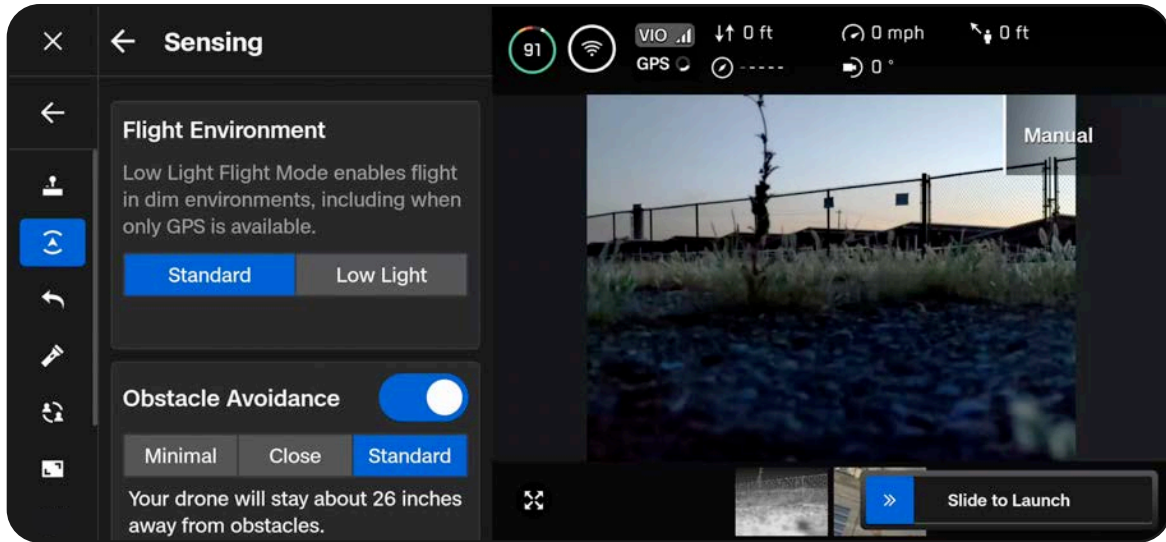 Sensing
Flight Environment
Low Light Flight Mode enables flight
in dim environments, including when
only GPS is available.
Standard
Low Light
Obstacle Avoidance
Minimal
Close
Standard
Your drone will stay about 26 inches
away from obstacles.
91
VIO
GPS
0 ft
-----
0 mph
0 °
0 ft
Manual
Slide to Launch